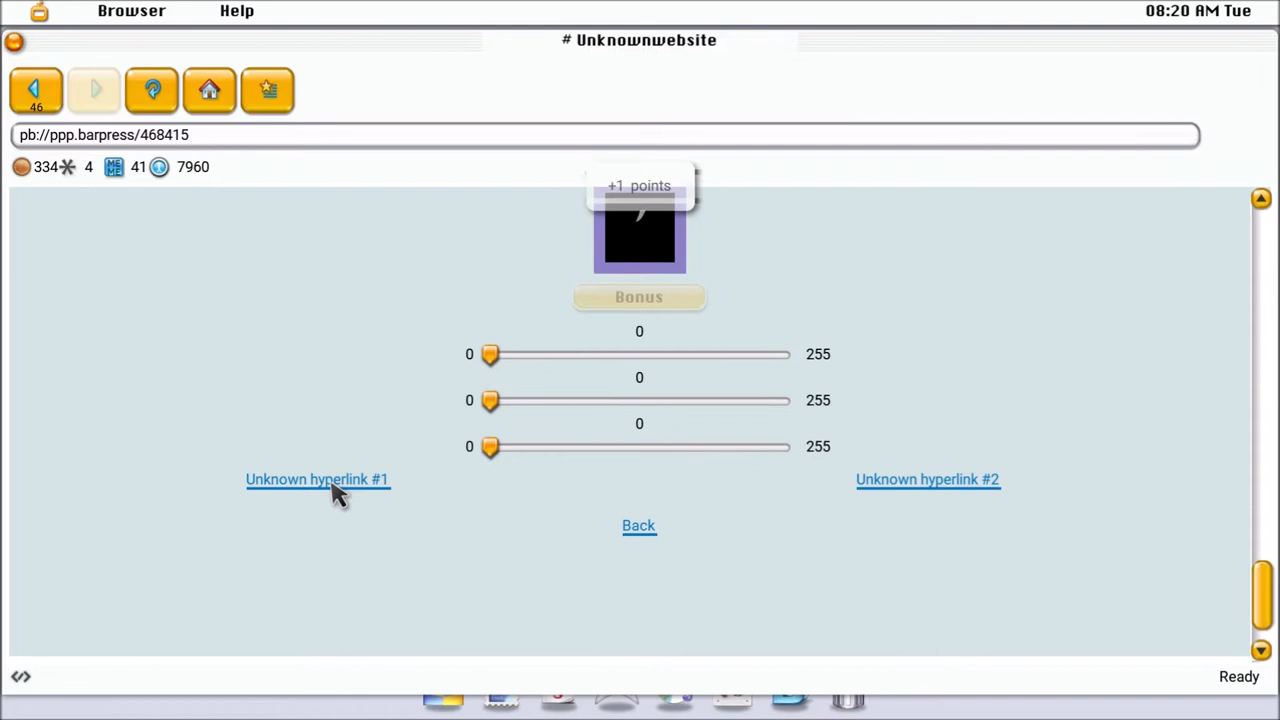 Browser Help 08:20 AM Tue
# Unknownwebsite
46
pb://ppp.barpress/468415
334 4 MEME 41 7960
+1 points
,
Bonus
0
0 255
0
0 255
0
0 255
Unknown hyperlink #1 Unknown hyperlink #2
Back
Ready